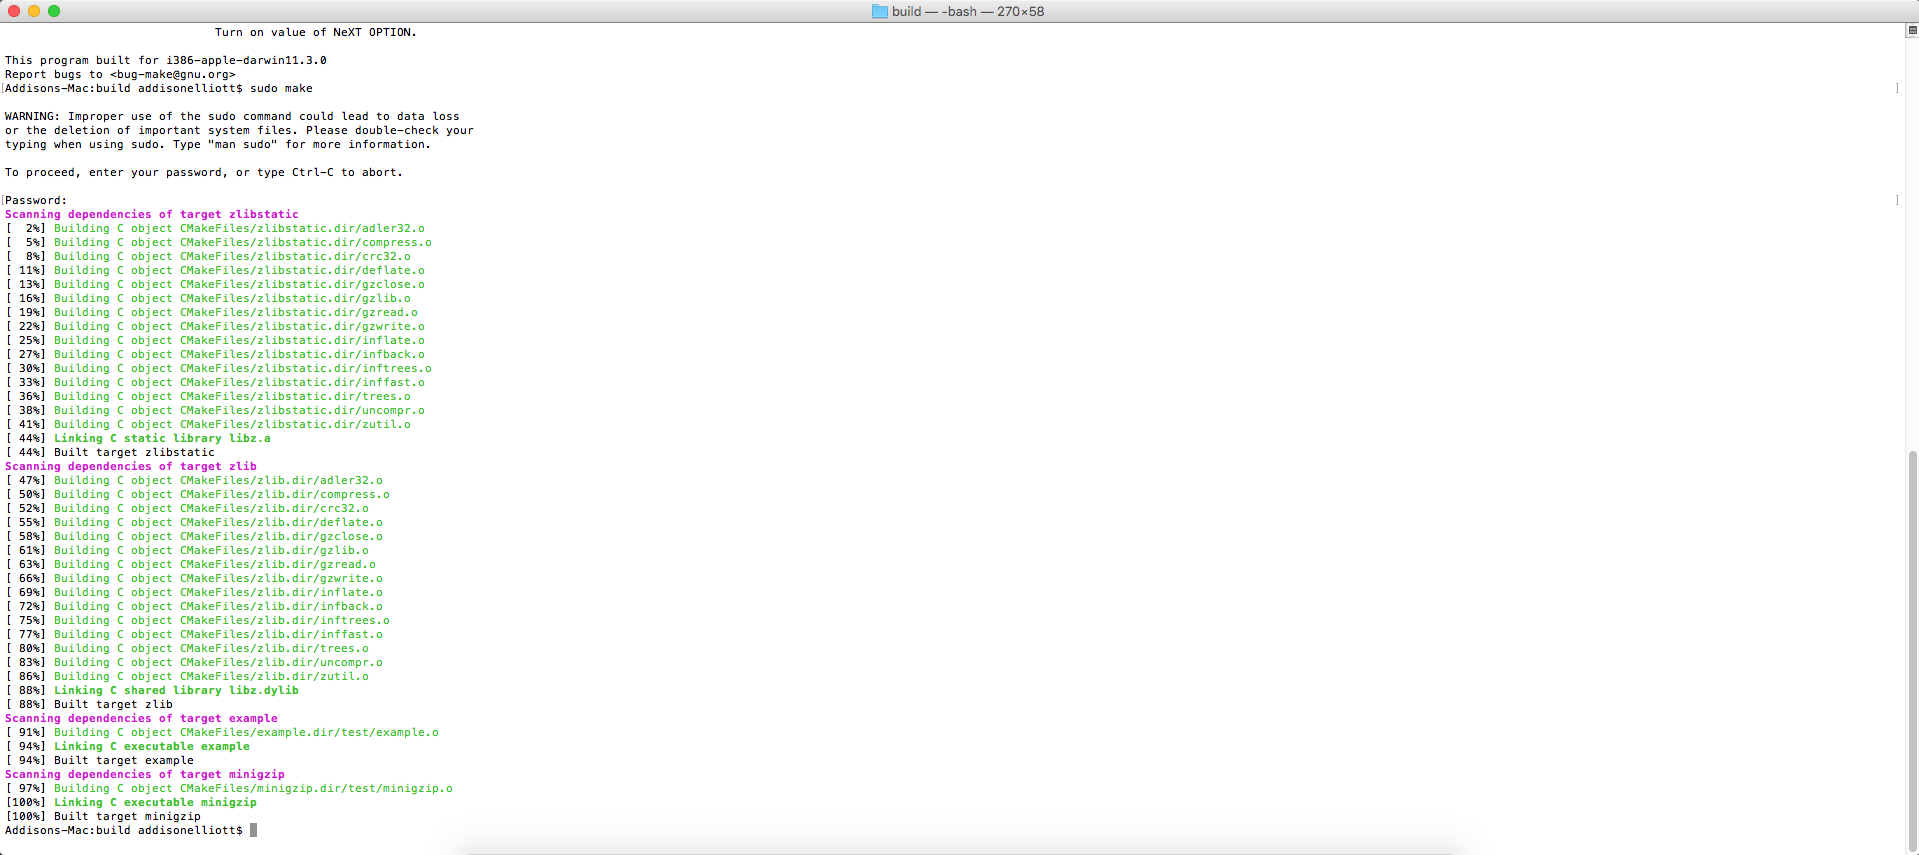 build — -bash — 270×58
Turn on value of NeXT OPTION.
This program built for i386-apple-darwin11.3.0
Report bugs to <bug-make@gnu.org>
[Addisons-Mac:build addisonelliott$ sudo make ]
WARNING: Improper use of the sudo command could lead to data loss
or the deletion of important system files. Please double-check your
typing when using sudo. Type "man sudo" for more information.
To proceed, enter your password, or type Ctrl-C to abort.
[Password: ]
Scanning dependencies of target zlibstatic
[  2%] Building C object CMakeFiles/zlibstatic.dir/adler32.o
[  5%] Building C object CMakeFiles/zlibstatic.dir/compress.o
[  8%] Building C object CMakeFiles/zlibstatic.dir/crc32.o
[ 11%] Building C object CMakeFiles/zlibstatic.dir/deflate.o
[ 13%] Building C object CMakeFiles/zlibstatic.dir/gzclose.o
[ 16%] Building C object CMakeFiles/zlibstatic.dir/gzlib.o
[ 19%] Building C object CMakeFiles/zlibstatic.dir/gzread.o
[ 22%] Building C object CMakeFiles/zlibstatic.dir/gzwrite.o
[ 25%] Building C object CMakeFiles/zlibstatic.dir/inflate.o
[ 27%] Building C object CMakeFiles/zlibstatic.dir/infback.o
[ 30%] Building C object CMakeFiles/zlibstatic.dir/inftrees.o
[ 33%] Building C object CMakeFiles/zlibstatic.dir/inffast.o
[ 36%] Building C object CMakeFiles/zlibstatic.dir/trees.o
[ 38%] Building C object CMakeFiles/zlibstatic.dir/uncompr.o
[ 41%] Building C object CMakeFiles/zlibstatic.dir/zutil.o
[ 44%] Linking C static library libz.a
[ 44%] Built target zlibstatic
Scanning dependencies of target zlib
[ 47%] Building C object CMakeFiles/zlib.dir/adler32.o
[ 50%] Building C object CMakeFiles/zlib.dir/compress.o
[ 52%] Building C object CMakeFiles/zlib.dir/crc32.o
[ 55%] Building C object CMakeFiles/zlib.dir/deflate.o
[ 58%] Building C object CMakeFiles/zlib.dir/gzclose.o
[ 61%] Building C object CMakeFiles/zlib.dir/gzlib.o
[ 63%] Building C object CMakeFiles/zlib.dir/gzread.o
[ 66%] Building C object CMakeFiles/zlib.dir/gzwrite.o
[ 69%] Building C object CMakeFiles/zlib.dir/inflate.o
[ 72%] Building C object CMakeFiles/zlib.dir/infback.o
[ 75%] Building C object CMakeFiles/zlib.dir/inftrees.o
[ 77%] Building C object CMakeFiles/zlib.dir/inffast.o
[ 80%] Building C object CMakeFiles/zlib.dir/trees.o
[ 83%] Building C object CMakeFiles/zlib.dir/uncompr.o
[ 86%] Building C object CMakeFiles/zlib.dir/zutil.o
[ 88%] Linking C shared library libz.dylib
[ 88%] Built target zlib
Scanning dependencies of target example
[ 91%] Building C object CMakeFiles/example.dir/test/example.o
[ 94%] Linking C executable example
[ 94%] Built target example
Scanning dependencies of target minigzip
[ 97%] Building C object CMakeFiles/minigzip.dir/test/minigzip.o
[100%] Linking C executable minigzip
[100%] Built target minigzip
Addisons-Mac:build addisonelliott$